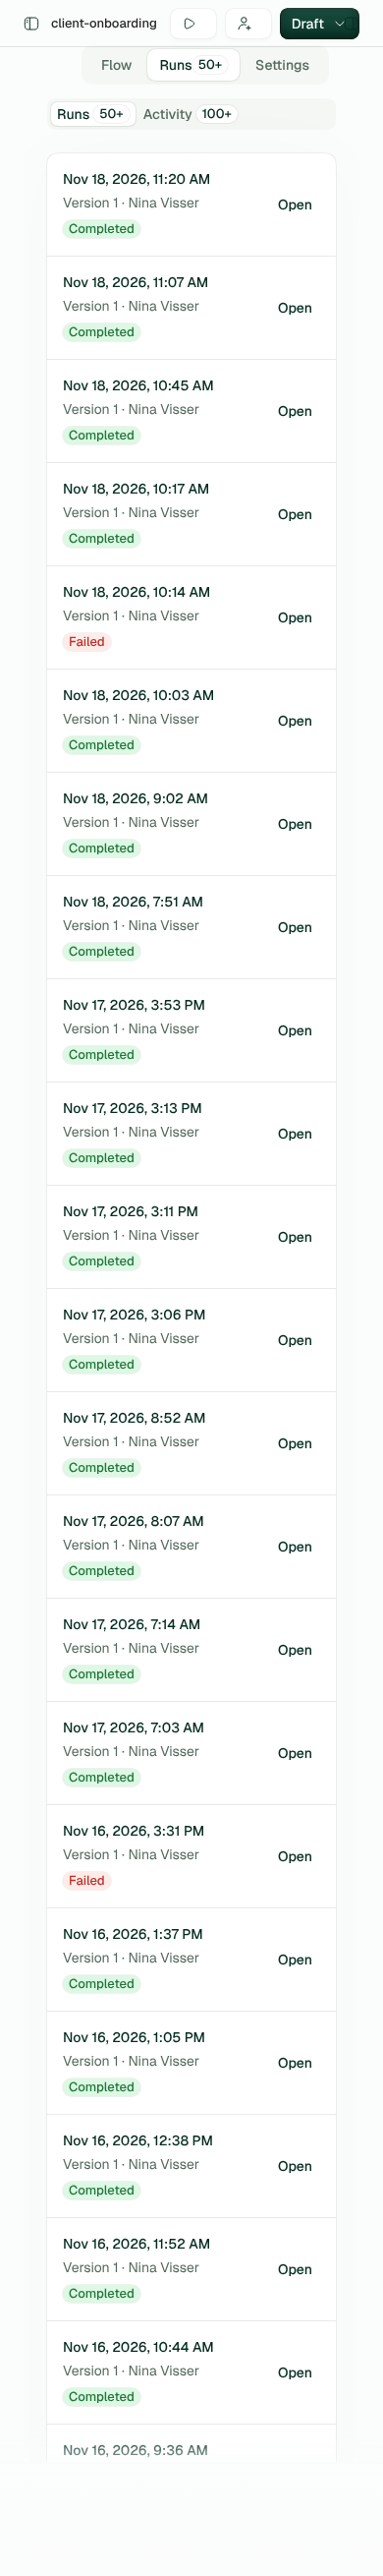 client-onboarding Draft
Flow Runs 50+ Settings
Runs 50+ Activity 100+
Nov 18, 2026, 11:20 AM
Version 1 · Nina Visser
Open
Completed
Nov 18, 2026, 11:07 AM
Version 1 · Nina Visser
Open
Completed
Nov 18, 2026, 10:45 AM
Version 1 · Nina Visser
Open
Completed
Nov 18, 2026, 10:17 AM
Version 1 · Nina Visser
Open
Completed
Nov 18, 2026, 10:14 AM
Version 1 · Nina Visser
Open
Failed
Nov 18, 2026, 10:03 AM
Version 1 · Nina Visser
Open
Completed
Nov 18, 2026, 9:02 AM
Version 1 · Nina Visser
Open
Completed
Nov 18, 2026, 7:51 AM
Version 1 · Nina Visser
Open
Completed
Nov 17, 2026, 3:53 PM
Version 1 · Nina Visser
Open
Completed
Nov 17, 2026, 3:13 PM
Version 1 · Nina Visser
Open
Completed
Nov 17, 2026, 3:11 PM
Version 1 · Nina Visser
Open
Completed
Nov 17, 2026, 3:06 PM
Version 1 · Nina Visser
Open
Completed
Nov 17, 2026, 8:52 AM
Version 1 · Nina Visser
Open
Completed
Nov 17, 2026, 8:07 AM
Version 1 · Nina Visser
Open
Completed
Nov 17, 2026, 7:14 AM
Version 1 · Nina Visser
Open
Completed
Nov 17, 2026, 7:03 AM
Version 1 · Nina Visser
Open
Completed
Nov 16, 2026, 3:31 PM
Version 1 · Nina Visser
Open
Failed
Nov 16, 2026, 1:37 PM
Version 1 · Nina Visser
Open
Completed
Nov 16, 2026, 1:05 PM
Version 1 · Nina Visser
Open
Completed
Nov 16, 2026, 12:38 PM
Version 1 · Nina Visser
Open
Completed
Nov 16, 2026, 11:52 AM
Version 1 · Nina Visser
Open
Completed
Nov 16, 2026, 10:44 AM
Version 1 · Nina Visser
Open
Completed
Nov 16, 2026, 9:36 AM